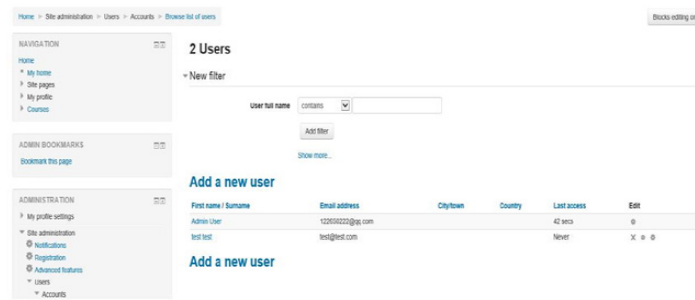 Home > Site administration > Users > Accounts > Browse list of users
Blocks editing on
NAVIGATION
Home
My home
Site pages
My profile
Courses
ADMIN BOOKMARKS
Bookmark this page
ADMINISTRATION
My profile settings
Site administration
Notifications
Registration
Advanced features
Users
Accounts
2 Users
New filter
User full name contains
Add filter
Show more...
Add a new user
First name / Surname Email address City/town Country Last access Edit
Admin User @qq.com 42 secs
test test test@test.com Never
Add a new user